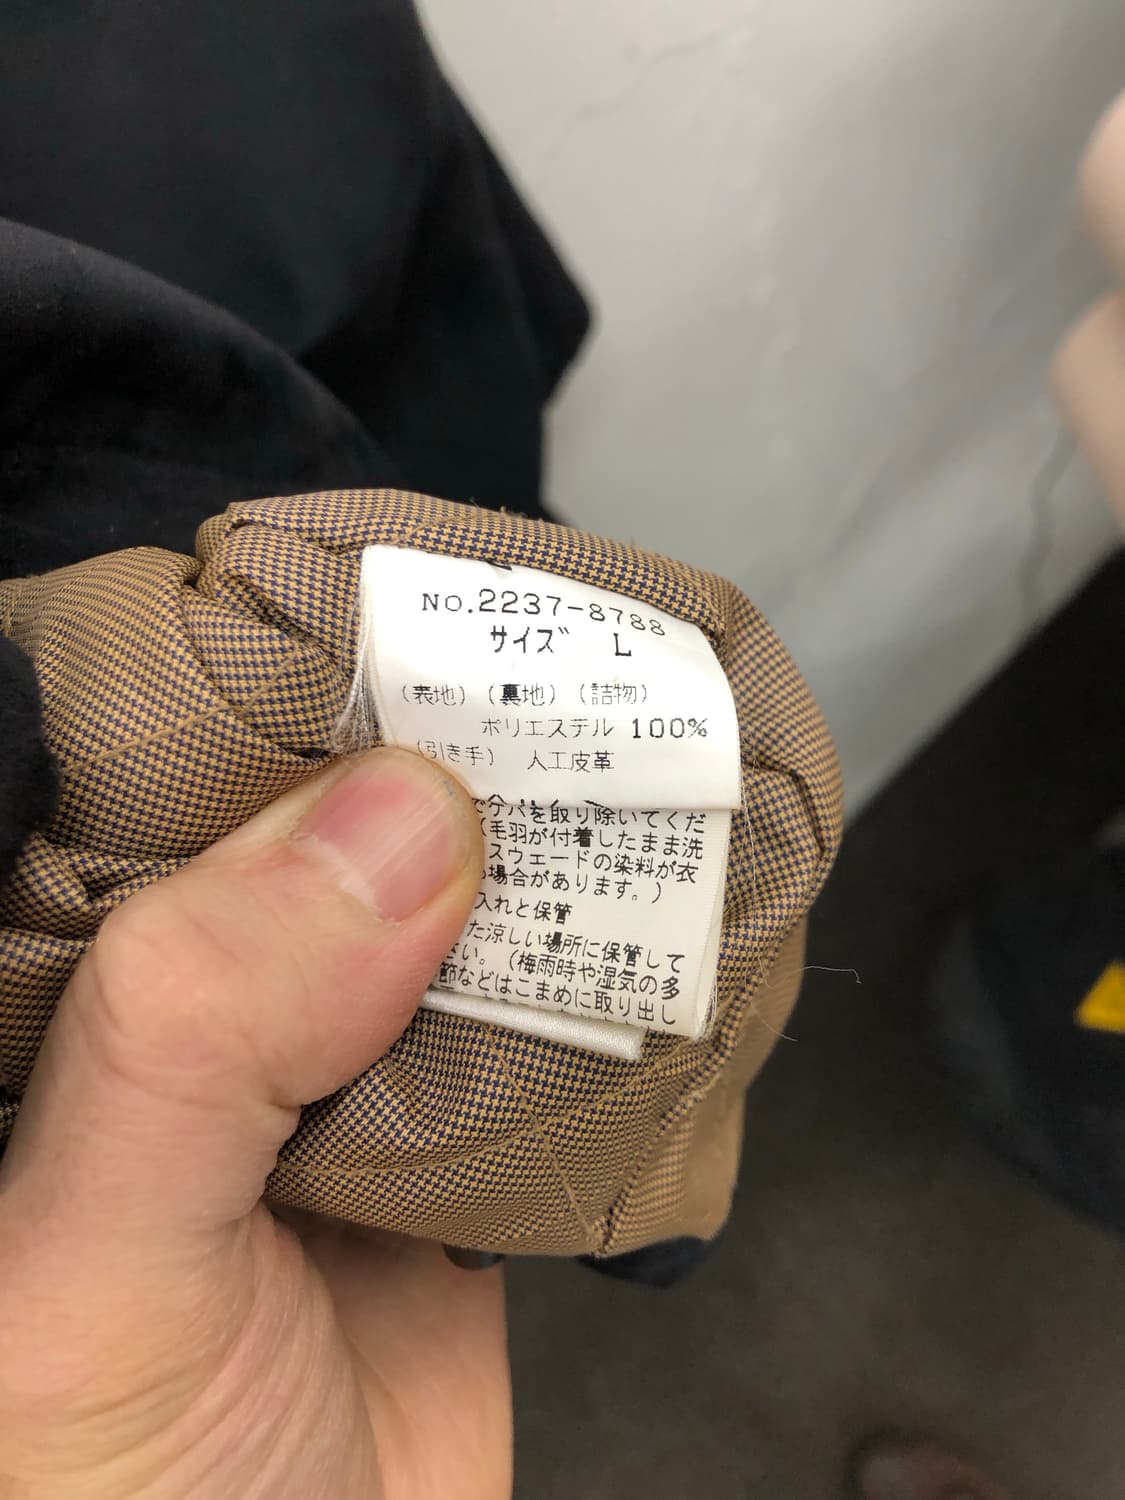 NO.2237-8788
サイズ L
(表地) (裏地) (詰物)
ポリエステル 100%
(引き手) 人工皮革
を取り除いてくだ
(毛羽が付着したまま洗
スウェードの染料が衣
場合があります。)
入れと保管
た涼しい場所に保管して
い。(梅雨時や湿気の多
節などはこまめに取り出し